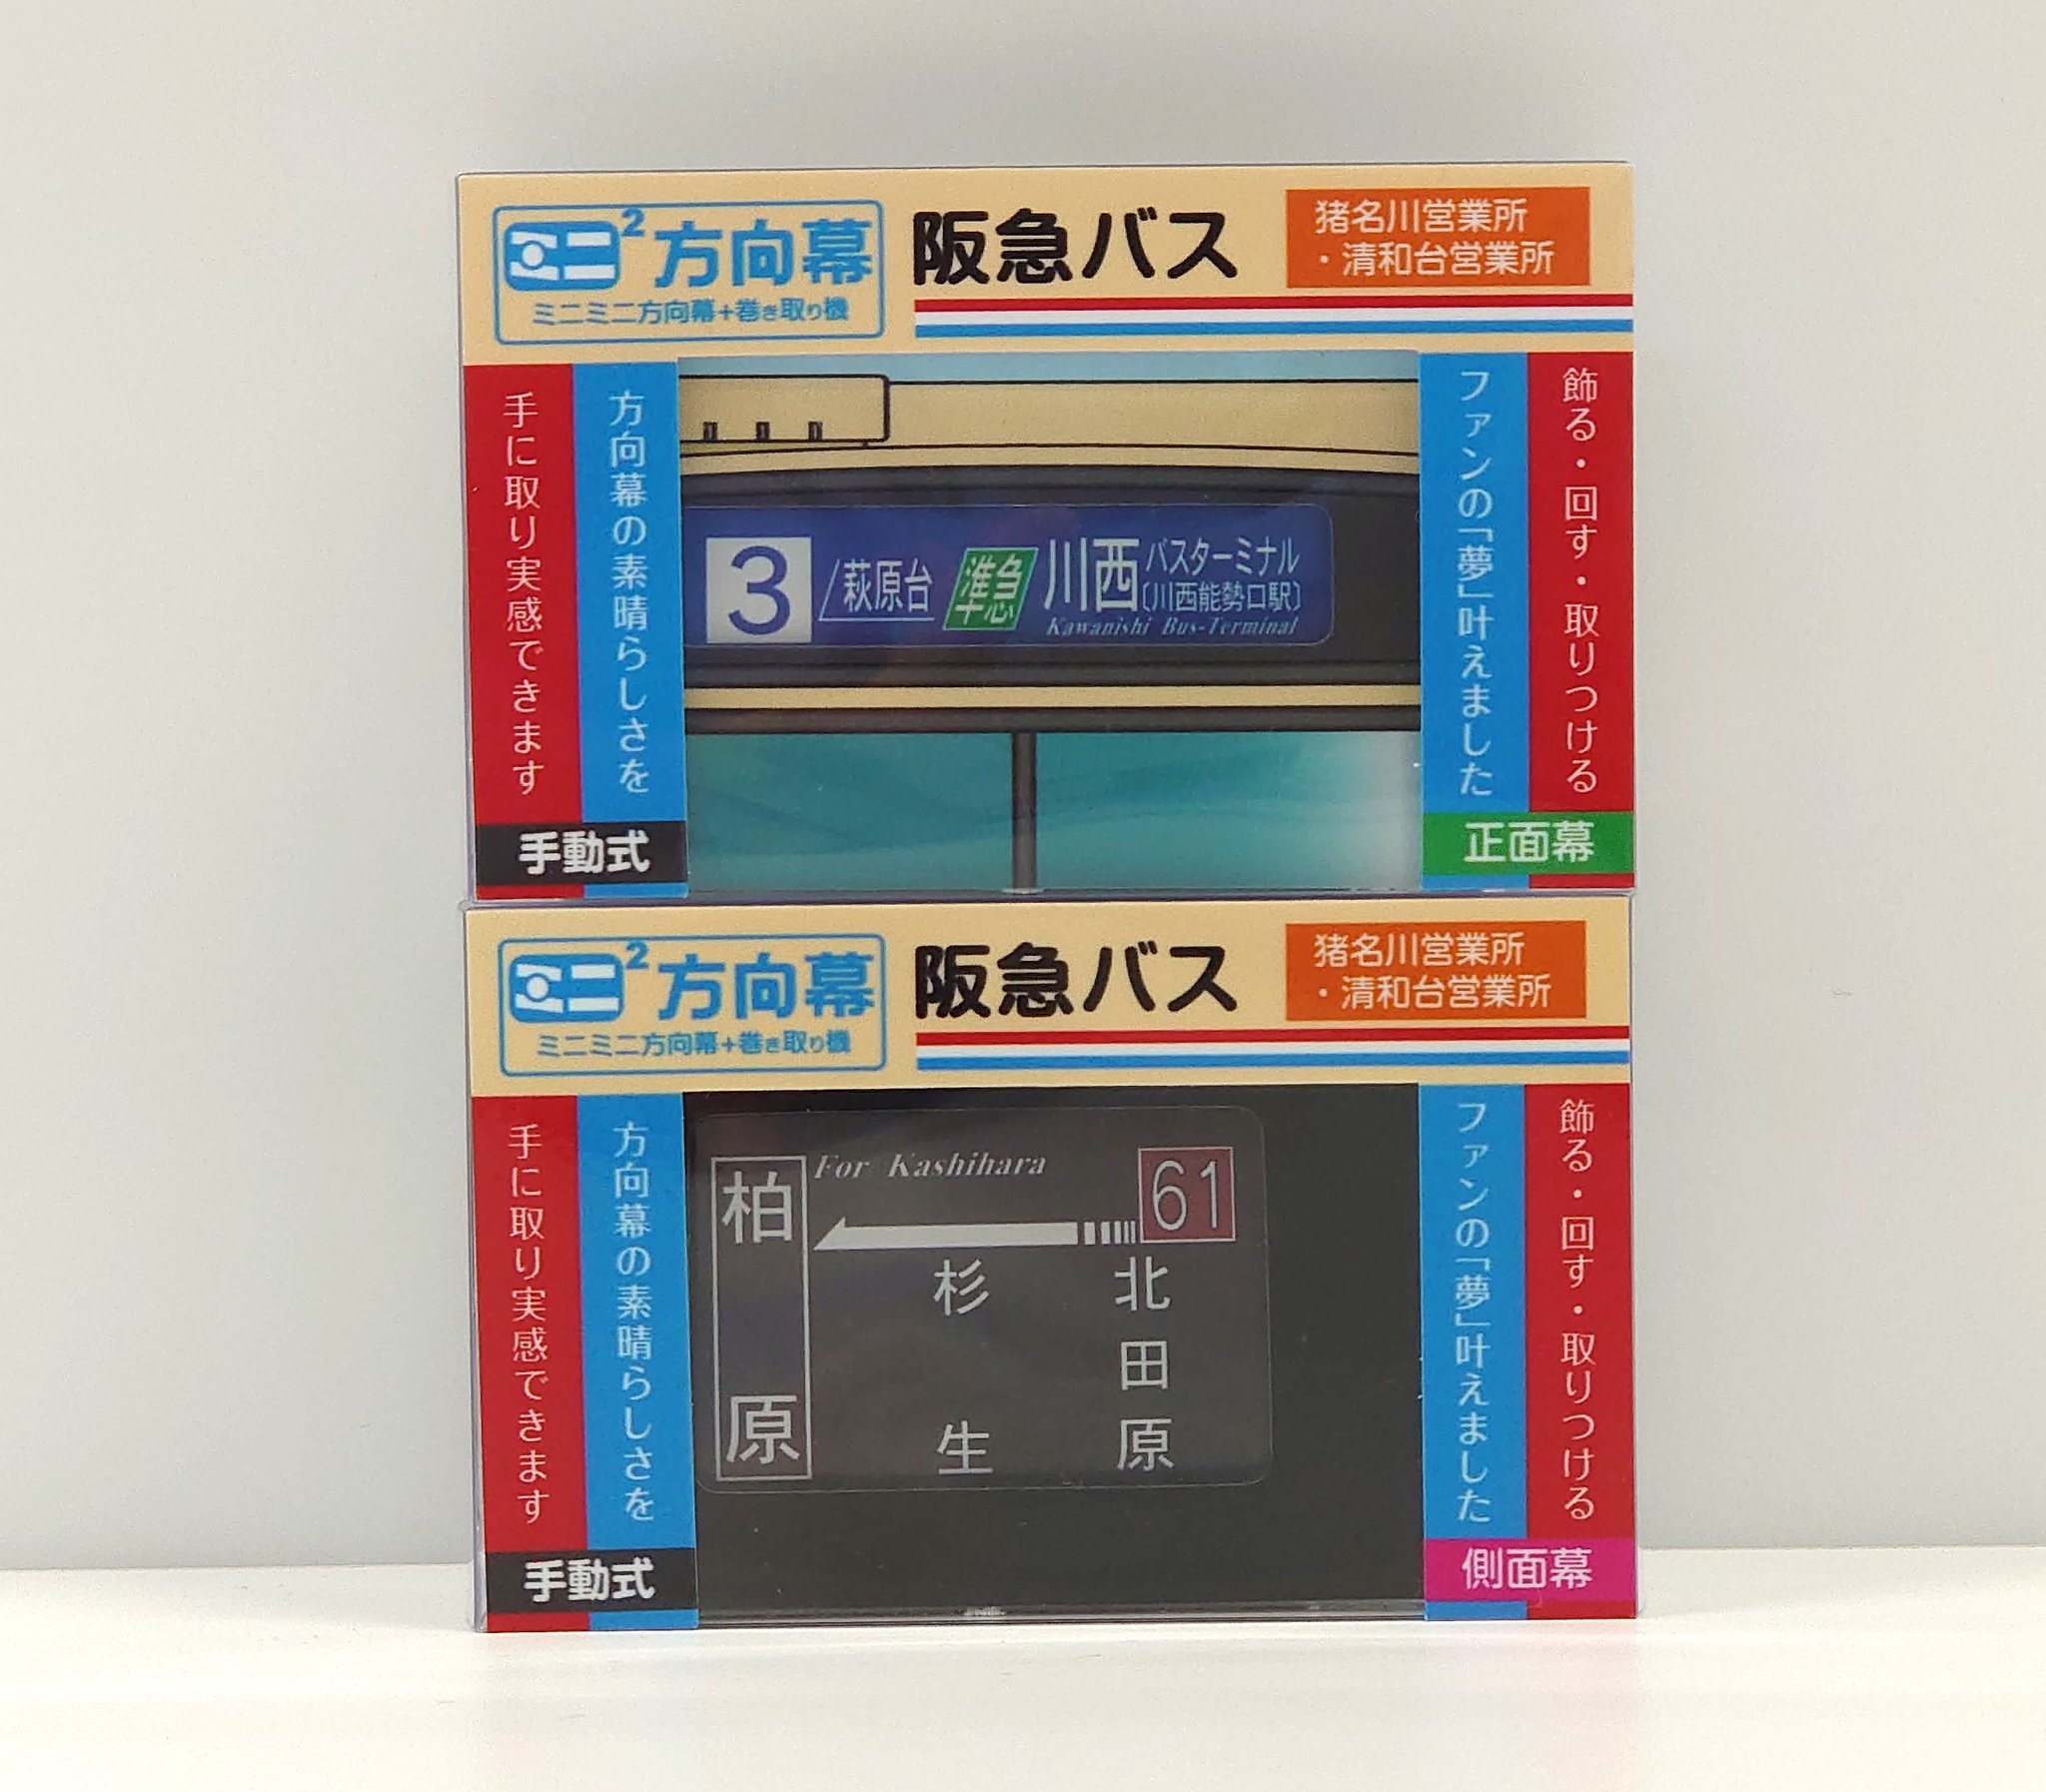 ミニ²方向幕
ミニミニ方向幕+巻き取り機
阪急バス
猪名川営業所
・清和台営業所
手に取り実感できます
方向幕の素晴らしさを
手動式
3
/萩原台
準急
川西
バスターミナル
〔川西能勢口駅〕
Kawanishi Bus-Terminal
飾る・回す・取りつける
ファンの「夢」叶えました
正面幕
ミニ²方向幕
ミニミニ方向幕+巻き取り機
阪急バス
猪名川営業所
・清和台営業所
手に取り実感できます
方向幕の素晴らしさを
手動式
柏原
For Kashihara
61
杉生
北田原
飾る・回す・取りつける
ファンの「夢」叶えました
側面幕